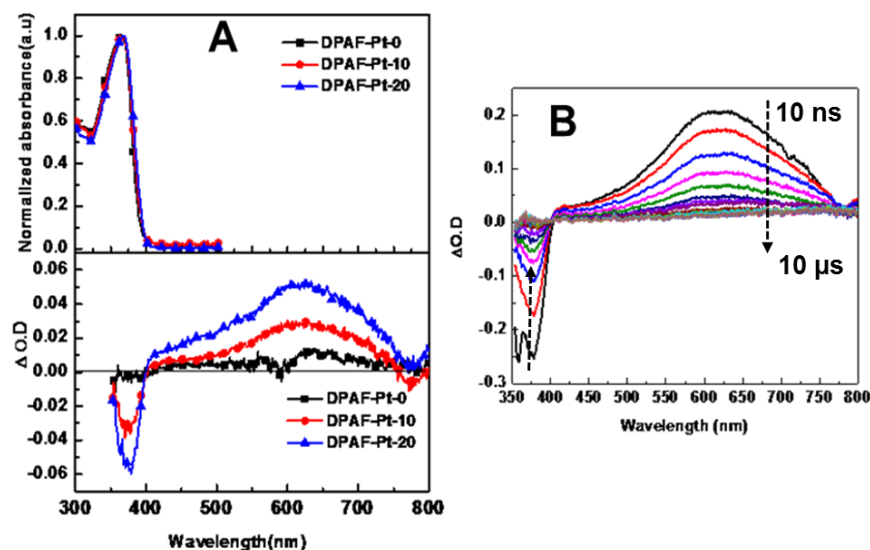 A
Normalized absorbance(a.u)
1.0
0.8
0.6
0.4
0.2
0.0
DPAF-Pt-0
DPAF-Pt-10
DPAF-Pt-20
Δ O.D
0.06
0.04
0.02
0.00
-0.02
-0.04
-0.06
DPAF-Pt-0
DPAF-Pt-10
DPAF-Pt-20
300 400 500 600 700 800
Wavelength(nm)
B
ΔO.D
0.2
0.1
0.0
-0.1
-0.2
-0.3
10 ns
10 µs
350 400 450 500 550 600 650 700 750 800
Wavelength (nm)